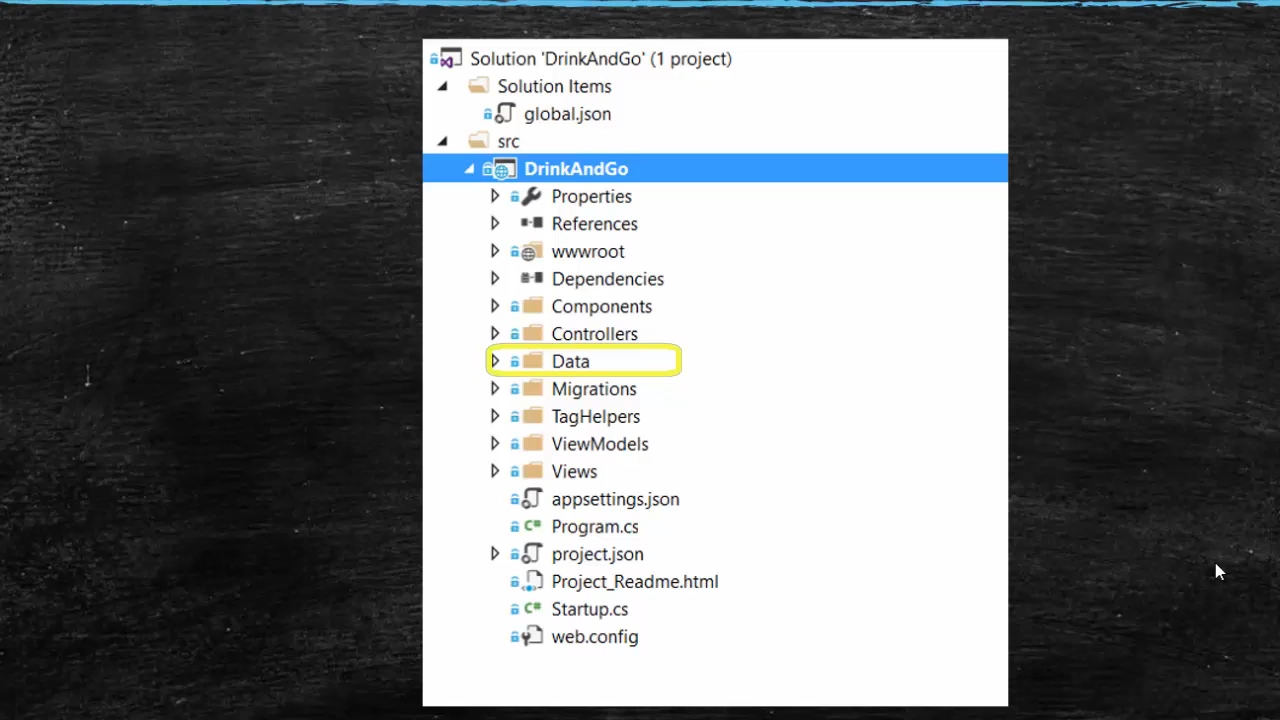 Solution 'DrinkAndGo' (1 project)
Solution Items
global.json
src
DrinkAndGo
Properties
References
wwwroot
Dependencies
Components
Controllers
Data
Migrations
TagHelpers
ViewModels
Views
appsettings.json
Program.cs
project.json
Project_Readme.html
Startup.cs
web.config